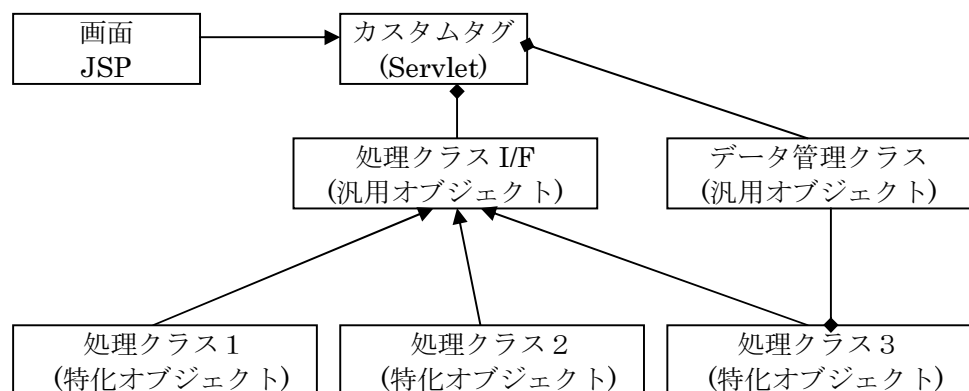 画面
JSP
カスタムタグ
(Servlet)
処理クラス I/F
(汎用オブジェクト)
データ管理クラス
(汎用オブジェクト)
処理クラス１
(特化オブジェクト)
処理クラス２
(特化オブジェクト)
処理クラス３
(特化オブジェクト)